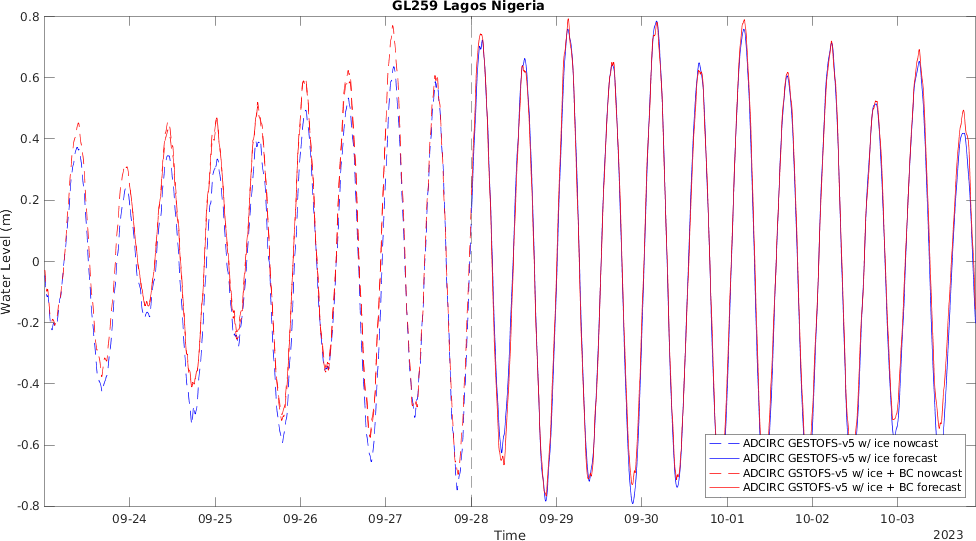 GL259 Lagos Nigeria
0.8
0.6
0.4
0.2
0
-0.2
-0.4
-0.6
-0.8
Water Level (m)
ADCIRC GESTOFS-v5 w/ ice nowcast
ADCIRC GESTOFS-v5 w/ ice forecast
ADCIRC GSTOFS-v5 w/ ice + BC nowcast
ADCIRC GSTOFS-v5 w/ ice + BC forecast
09-24 09-25 09-26 09-27 09-28 09-29 09-30 10-01 10-02 10-03
Time
2023